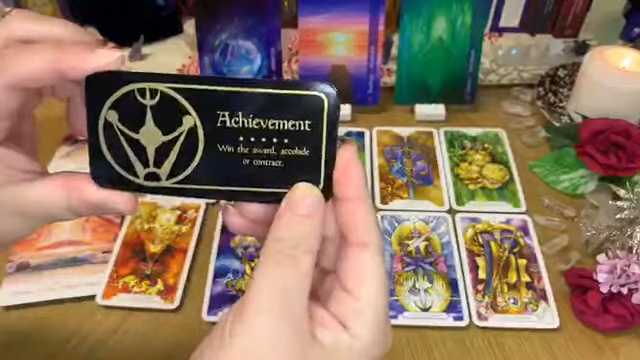 Achievement
Win the award, accolade
or contract.